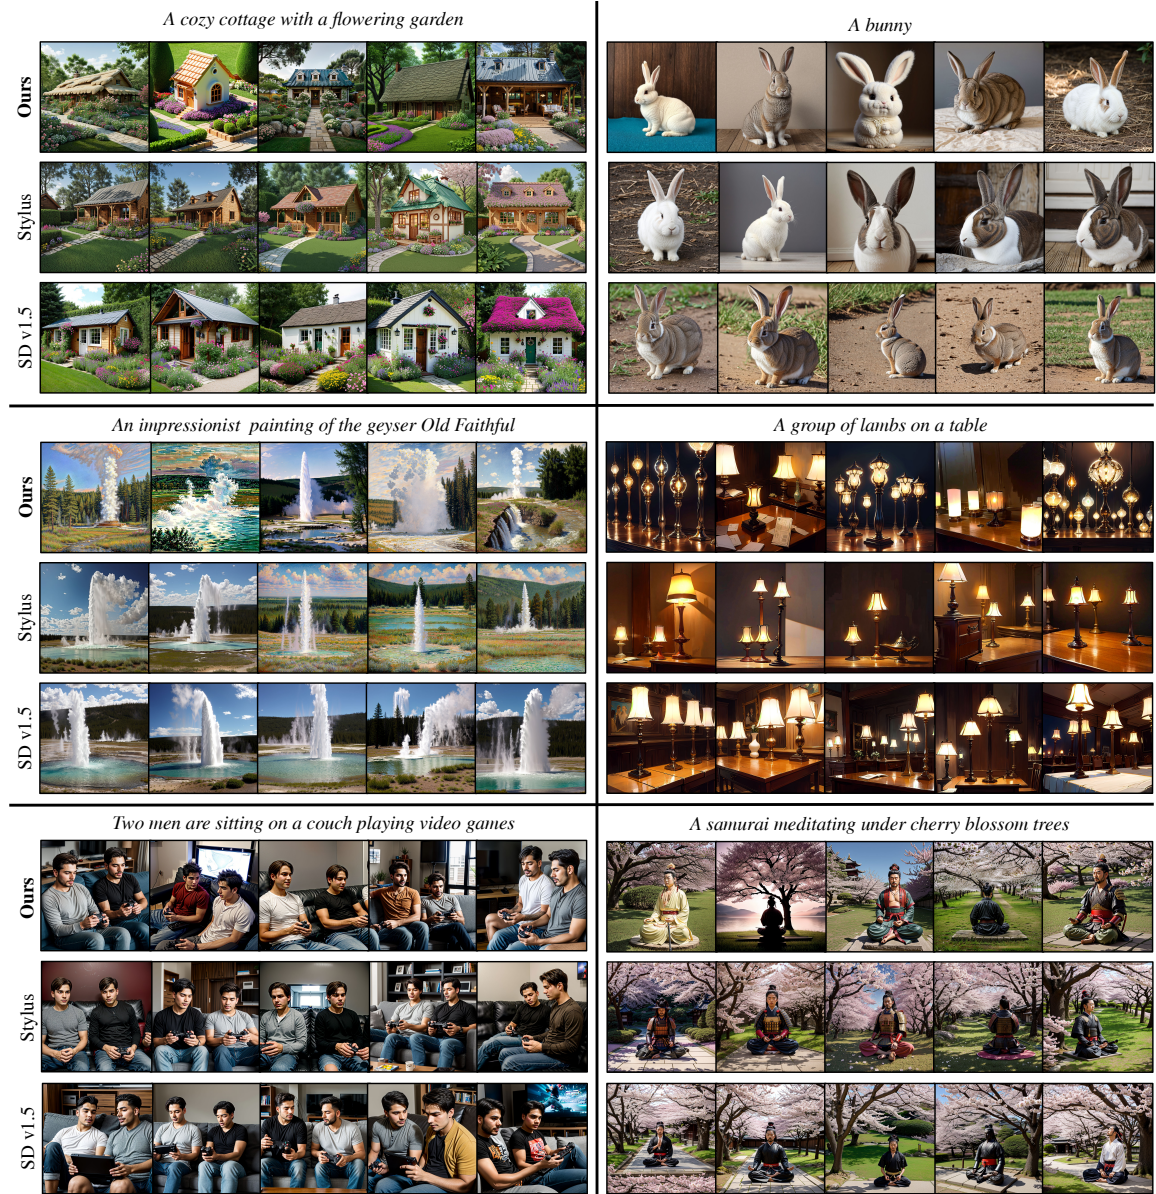 A cozy cottage with a flowering garden
Ours
Stylus
SD v1.5
A bunny
An impressionist painting of the geyser Old Faithful
Ours
Stylus
SD v1.5
A group of lambs on a table
Two men are sitting on a couch playing video games
Ours
Stylus
SD v1.5
A samurai meditating under cherry blossom trees